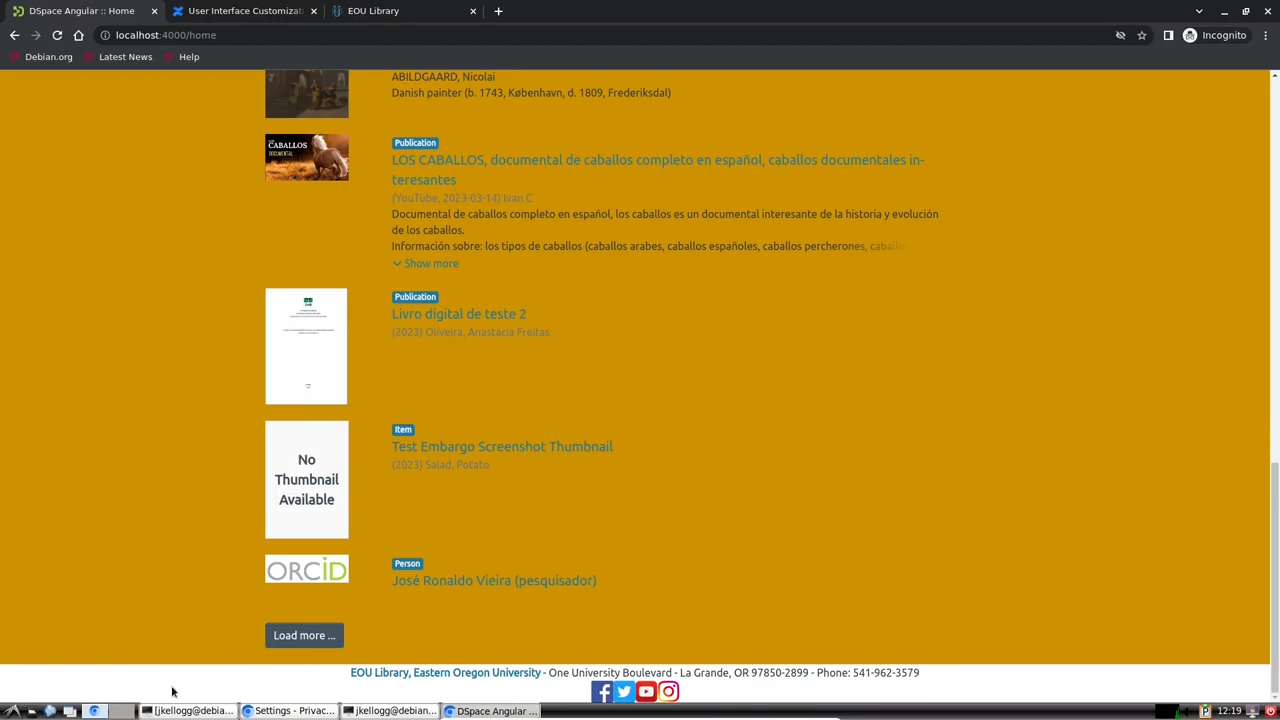 DSpace Angular :: Home
User Interface Customizat
EOU Library
localhost:4000/home
Incognito
Debian.org
Latest News
Help
ABILDGAARD, Nicolai
Danish painter (b. 1743, København, d. 1809, Frederiksdal)
CABALLOS
DOCUMENTAL
Publication
LOS CABALLOS, documental de caballos completo en español, caballos documentales in-
teresantes
(YouTube, 2023-03-14) Ivan C
Documental de caballos completo en español, los caballos es un documental interesante de la historia y evolución
de los caballos.
Información sobre: los tipos de caballos (caballos arabes, caballos españoles, caballos percherones, caballo
Show more
Publication
Livro digital de teste 2
(2023) Oliveira, Anastácia Freitas
No
Thumbnail
Available
Item
Test Embargo Screenshot Thumbnail
(2023) Salad, Potato
ORCID
Person
José Ronaldo Vieira (pesquisador)
Load more ...
EOU Library, Eastern Oregon University - One University Boulevard - La Grande, OR 97850-2899 - Phone: 541-962-3579
[jkellogg@debia...
Settings - Privac...
jkellogg@debian...
DSpace Angular ...
12:19